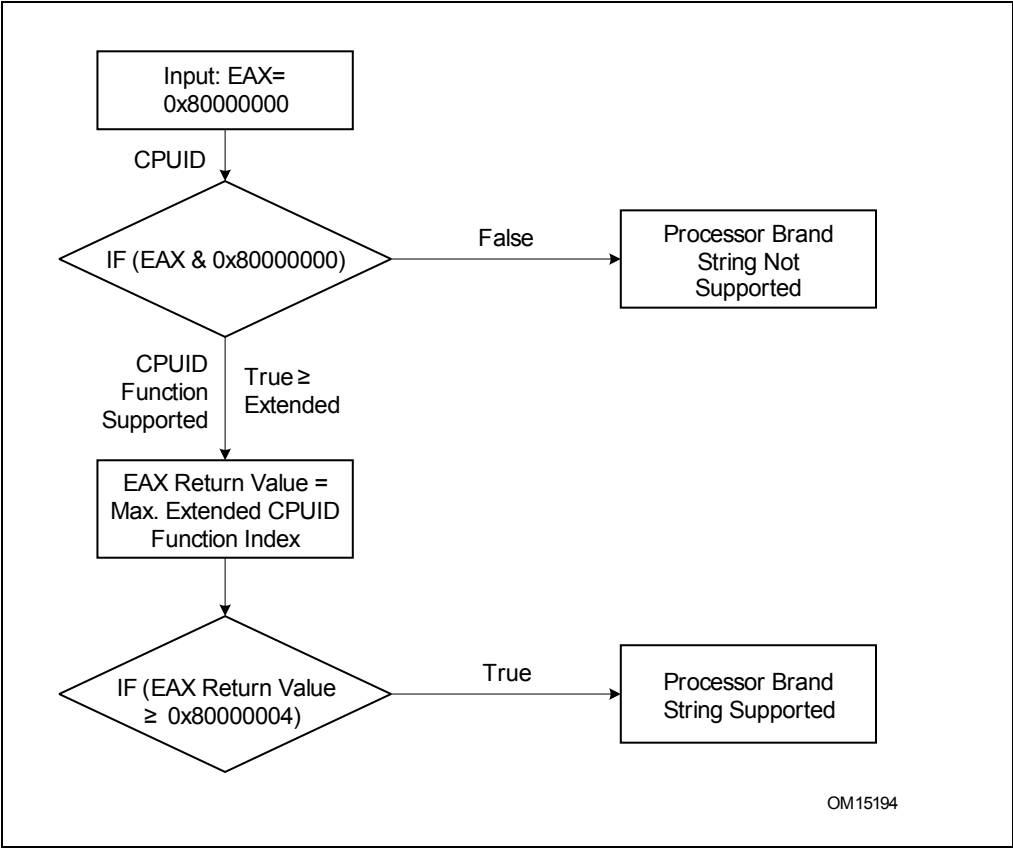 Input: EAX=
0x80000000
CPUID
IF (EAX & 0x80000000)
False
Processor Brand
String Not
Supported
CPUID
Function
Supported
True ≥
Extended
EAX Return Value =
Max. Extended CPUID
Function Index
IF (EAX Return Value
≥ 0x80000004)
True
Processor Brand
String Supported
OM15194